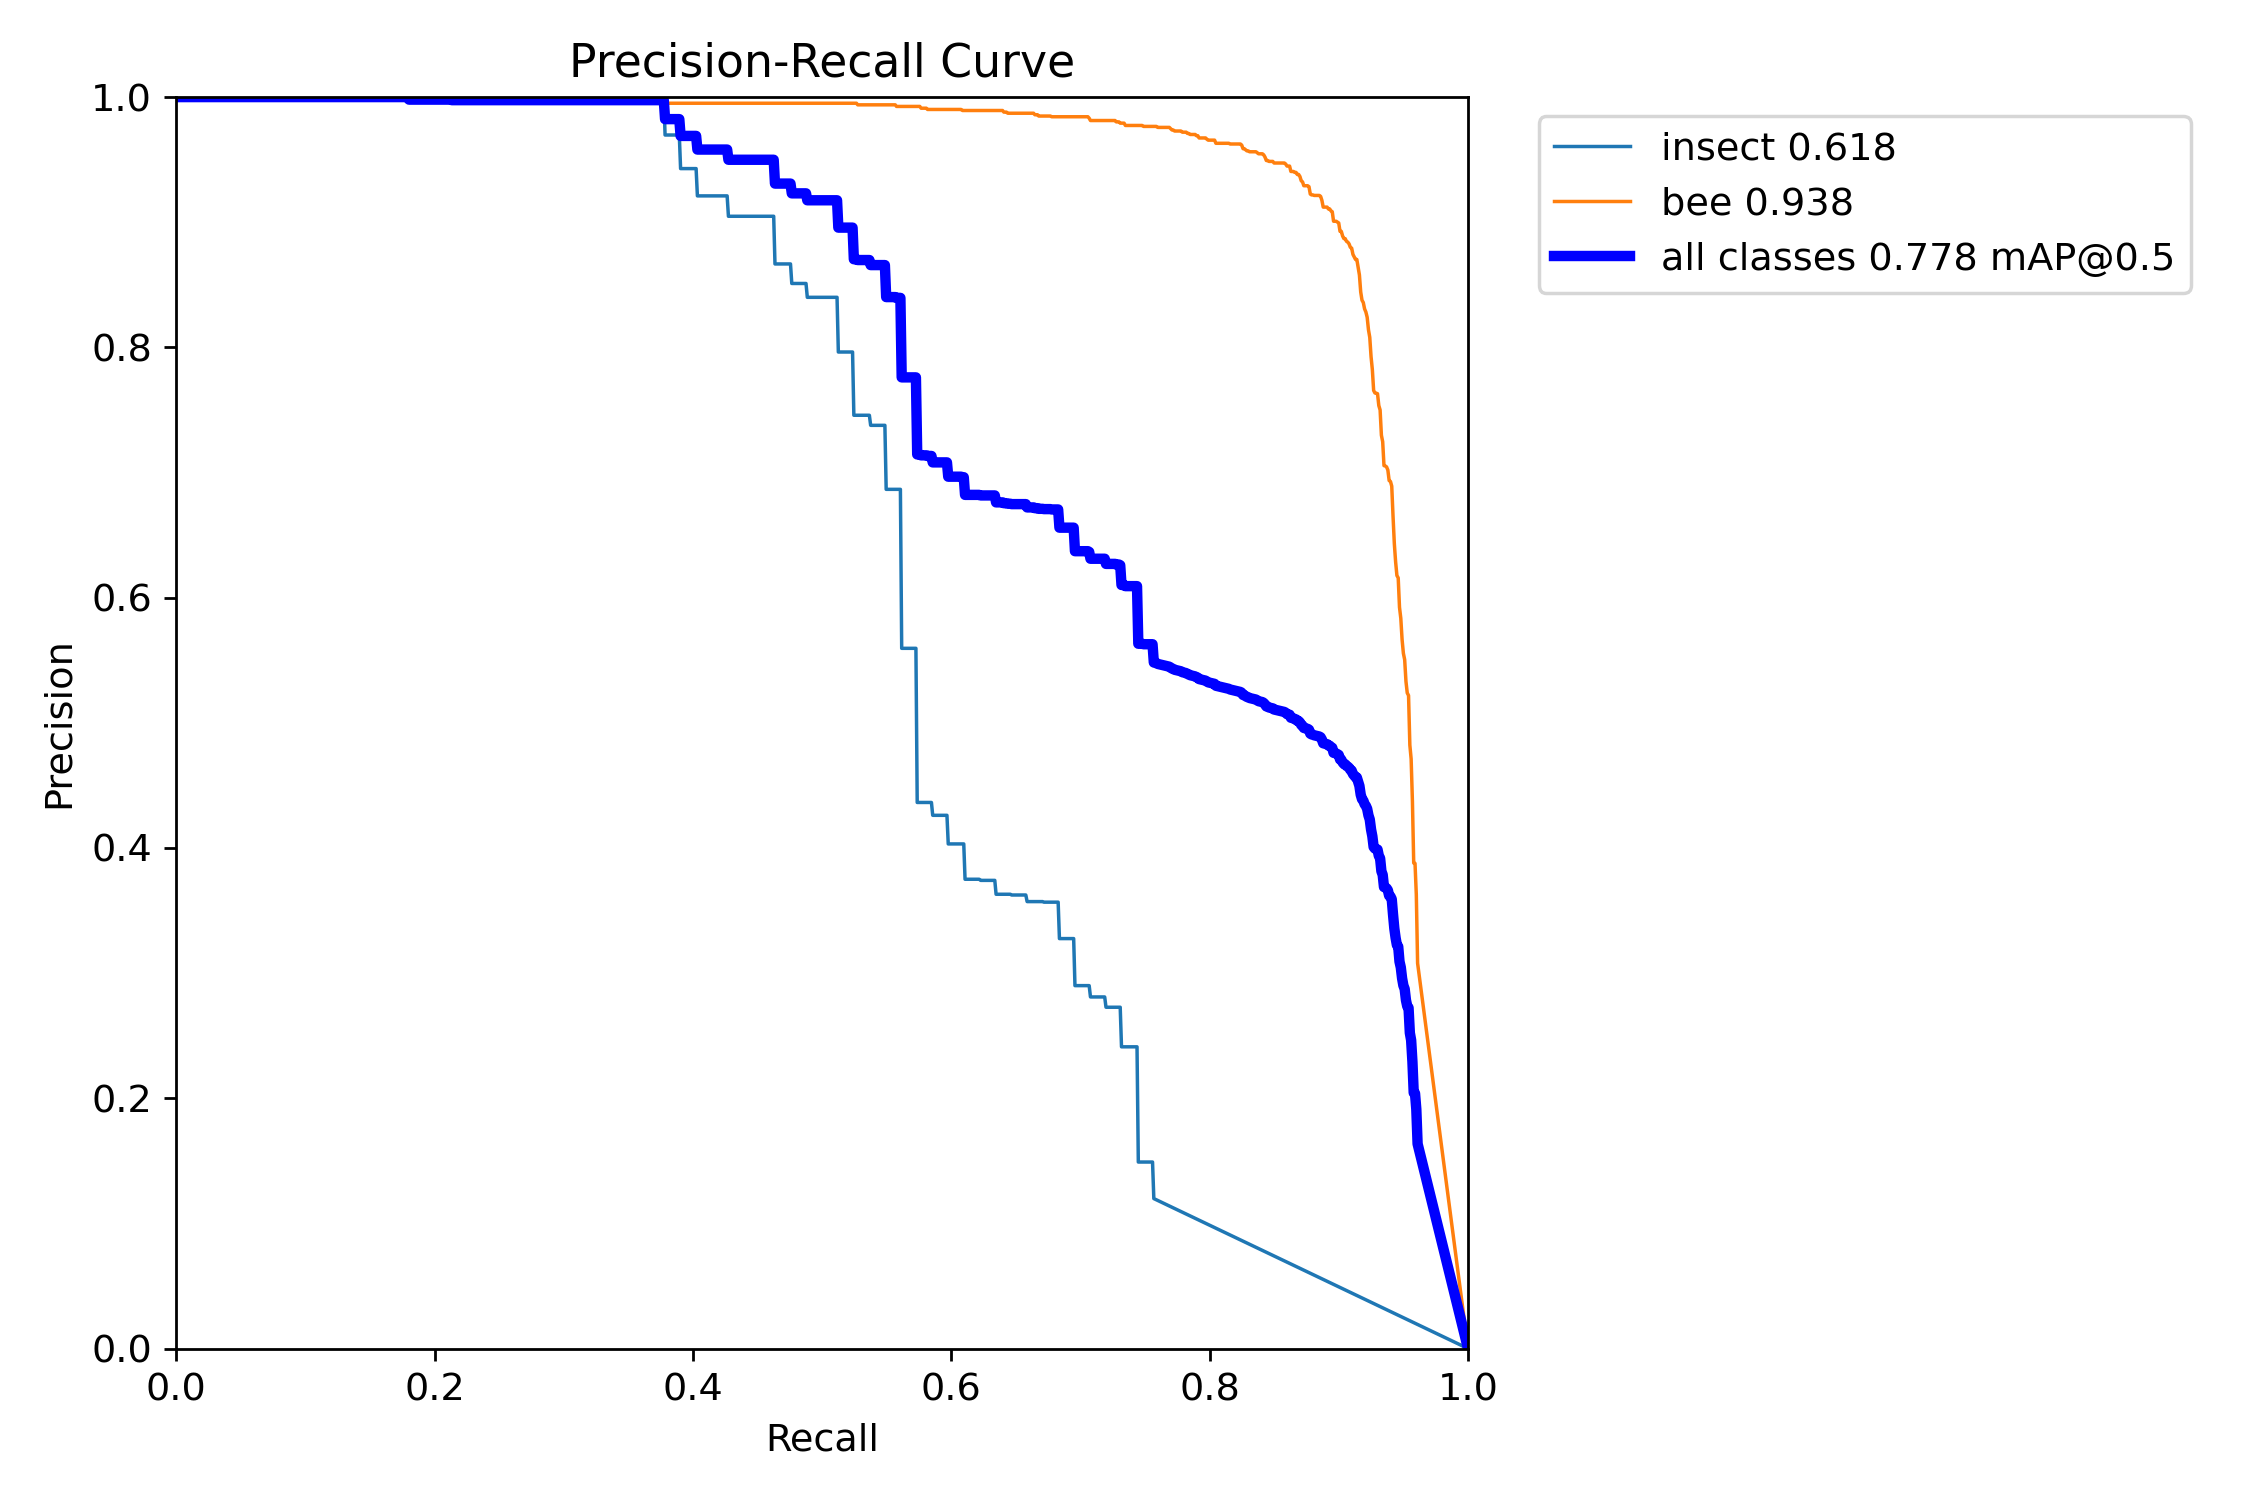 Precision-Recall Curve
1.0
0.8
0.6
0.4
0.2
0.0
Precision
0.0 0.2 0.4 0.6 0.8 1.0
Recall
insect 0.618
bee 0.938
all classes 0.778 mAP@0.5